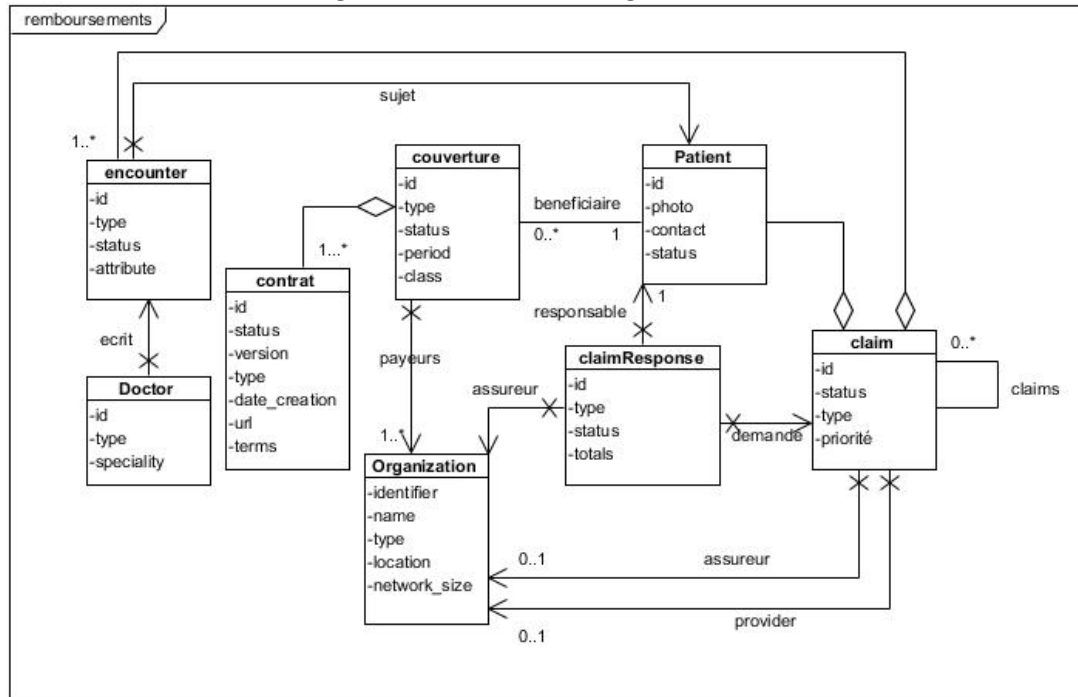 remboursements
sujet
1..*
encounter
-id
-type
-status
-attribute
couverture
-id
-type
-status
-period
-class
beneficiaire
0..*
1
Patient
-id
-photo
-contact
-status
1...*
contrat
-id
-status
-version
-type
-date_creation
-url
-terms
ecrit
Doctor
-id
-type
-speciality
payeurs
1..*
responsable
1
claimResponse
-id
-type
-status
-totals
assureur
demande
claim
-id
-status
-type
-priorité
0..*
claims
Organization
-identifier
-name
-type
-location
-network_size
0..1
assureur
0..1
provider